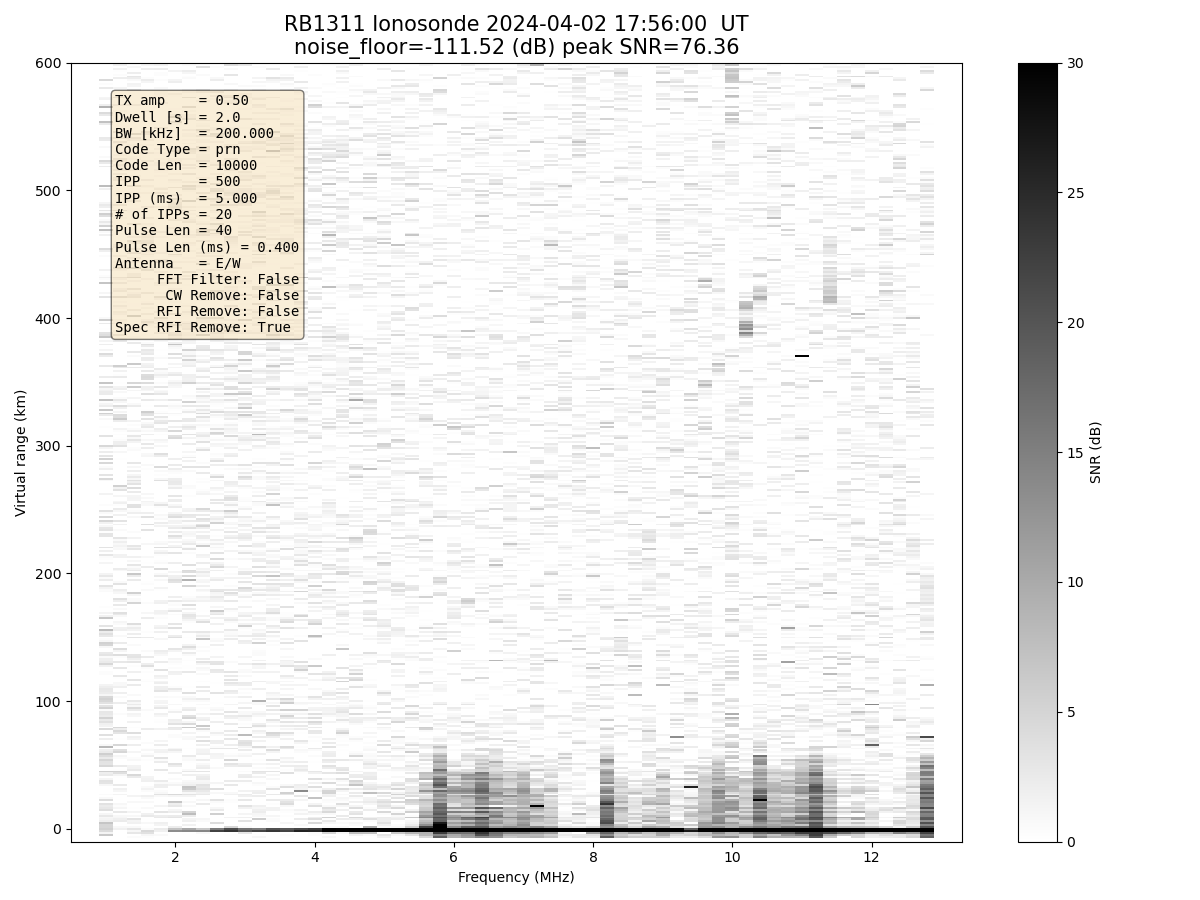 RB1311 Ionosonde 2024-04-02 17:56:00  UT
noise_floor=-111.52 (dB) peak SNR=76.36
TX amp    = 0.50
Dwell [s] = 2.0
BW [kHz]  = 200.000
Code Type = prn
Code Len  = 10000
IPP       = 500
IPP (ms)  = 5.000
# of IPPs = 20
Pulse Len = 40
Pulse Len (ms) = 0.400
Antenna   = E/W
FFT Filter: False
CW Remove: False
RFI Remove: False
Spec RFI Remove: True
600
500
400
300
200
100
0
Virtual range (km)
2
4
6
8
10
12
Frequency (MHz)
30
25
20
15
10
5
0
SNR (dB)